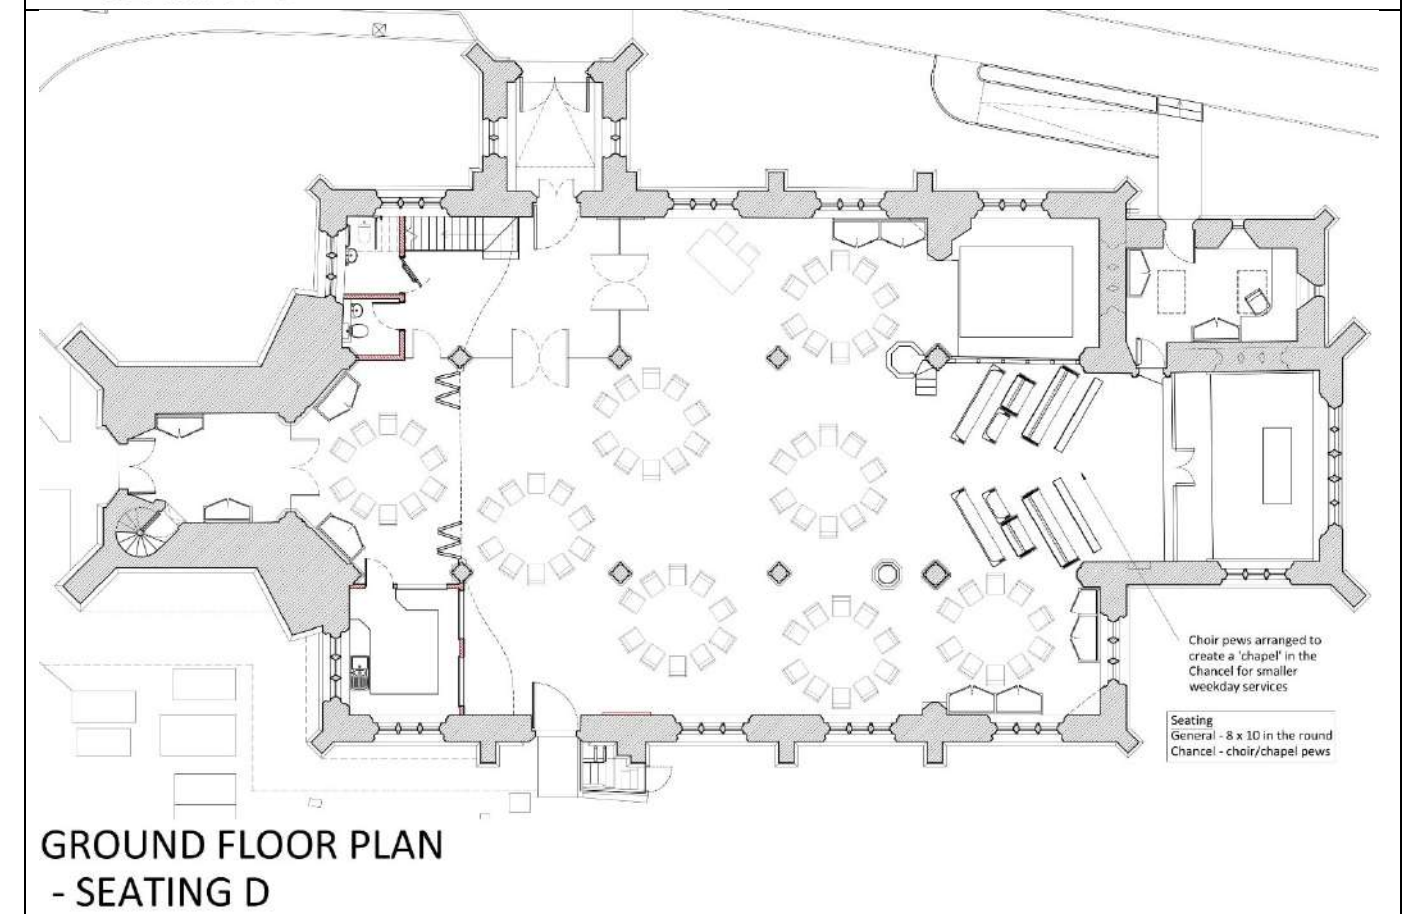 Choir pews arranged to
create a 'chapel' in the
Chancel for smaller
weekday services
Seating
General - 8 x 10 in the round
Chancel - choir/chapel pews
GROUND FLOOR PLAN
- SEATING D